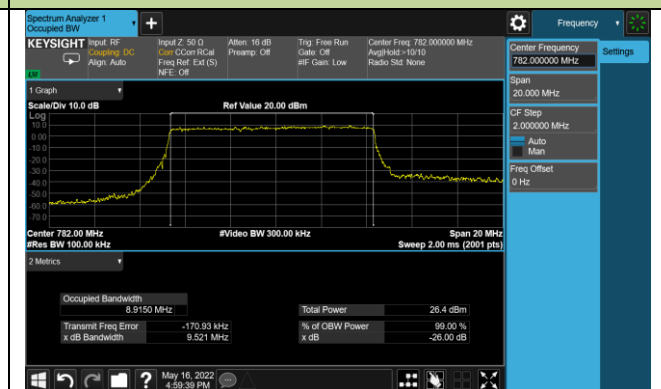 Spectrum Analyzer 1
Occupied BW
KEYSIGHT
Input: RF
Coupling: DC
Align: Auto
Input Z: 50 Ω
Corr CCorr RCal
Freq Ref: Ext (S)
NFE: Off
Atten: 16 dB
Preamp: Off
Trig: Free Run
Gate: Off
#IF Gain: Low
Center Freq: 782.000000 MHz
Avg|Hold:>10/10
Radio Std: None
1 Graph
Scale/Div 10.0 dB
Ref Value 20.00 dBm
Log
10.0
0.00
-10.0
-20.0
-30.0
-40.0
-50.0
-60.0
-70.0
Center 782.00 MHz
#Video BW 300.00 kHz
Span 20 MHz
#Res BW 100.00 kHz
Sweep 2.00 ms (2001 pts)
2 Metrics
Occupied Bandwidth
8.9150 MHz
Total Power
26.4 dBm
Transmit Freq Error
-170.93 kHz
% of OBW Power
99.00 %
x dB Bandwidth
9.521 MHz
x dB
-26.00 dB
?
May 16, 2022
4:59:39 PM
Frequency
Center Frequency
782.000000 MHz
Settings
Span
20.000 MHz
CF Step
2.000000 MHz
Auto
Man
Freq Offset
0 Hz